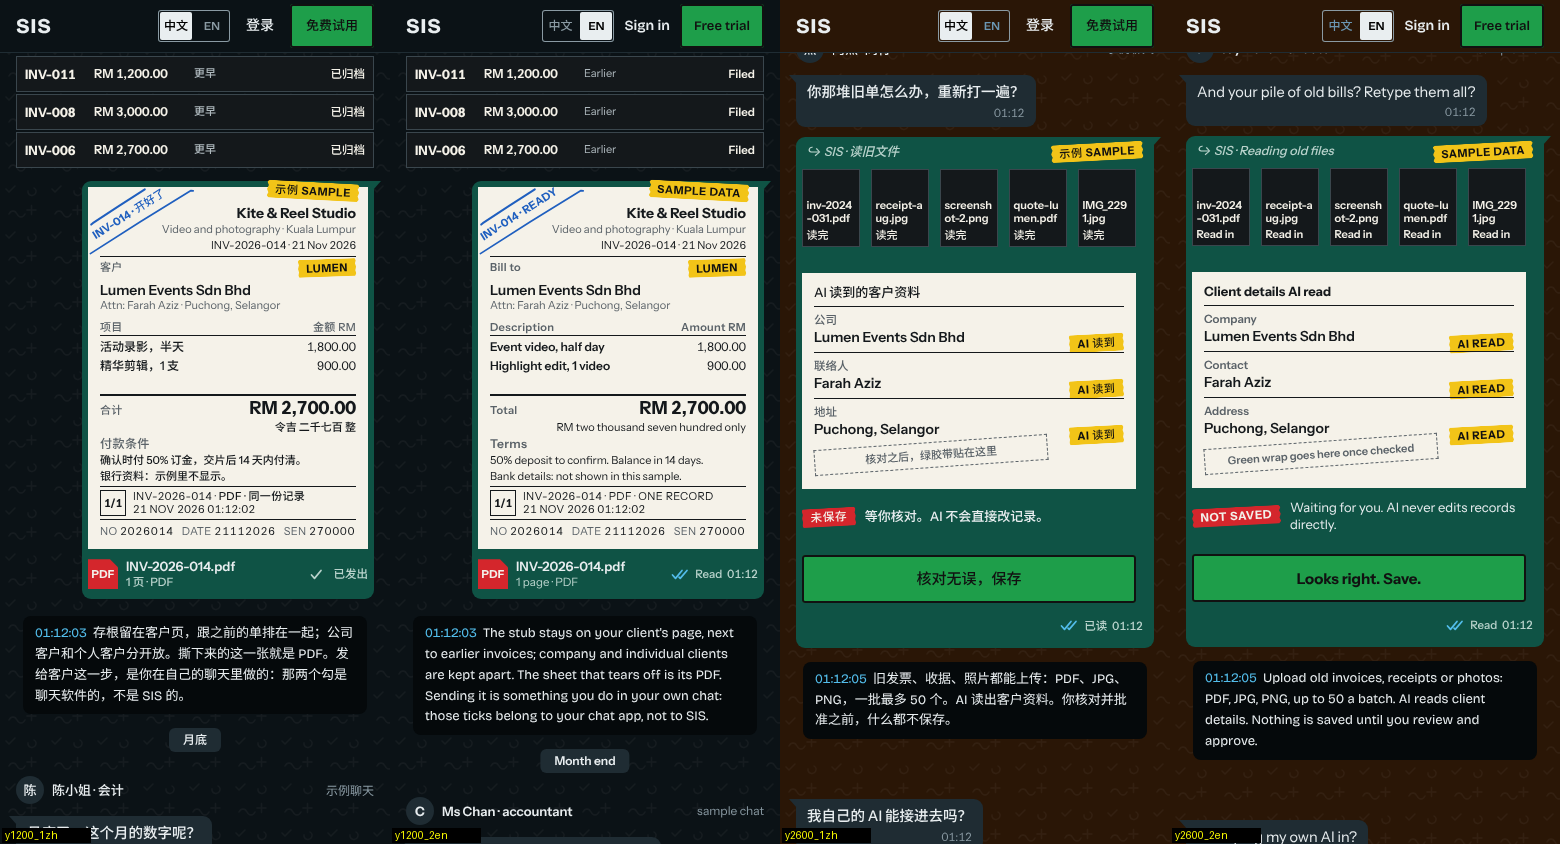 SIS
中文 EN
登录
免费试用
INV-011 RM 1,200.00 更早 已归档
INV-008 RM 3,000.00 更早 已归档
INV-006 RM 2,700.00 更早 已归档
示例 SAMPLE
INV-014·开好了
Kite & Reel Studio
Video and photography · Kuala Lumpur
INV-2026-014 · 21 Nov 2026
客户 LUMEN
Lumen Events Sdn Bhd
Attn: Farah Aziz · Puchong, Selangor
项目 金额 RM
活动录影，半天 1,800.00
精华剪辑，1 支 900.00
合计 RM 2,700.00
令吉 二千七百 整
付款条件
确认时付 50% 订金，交片后 14 天内付清。
银行资料：示例里不显示。
1/1 INV-2026-014 · PDF · 同一份记录
21 NOV 2026 01:12:02
NO 2026014 DATE 21112026 SEN 270000
PDF INV-2026-014.pdf
1 页 · PDF
已发出
01:12:03 存根留在客户页，跟之前的单排在一起；公司
客户和个人客户分开放。撕下来的这一张就是 PDF。发
给客户这一步，是你在自己的聊天里做的：那两个勾是
聊天软件的，不是 SIS 的。
月底
陈 陈小姐 · 会计 示例聊天
这个月的数字呢？
y1200_1zh
SIS
中文 EN
Sign in
Free trial
INV-011 RM 1,200.00 Earlier Filed
INV-008 RM 3,000.00 Earlier Filed
INV-006 RM 2,700.00 Earlier Filed
SAMPLE DATA
INV-014·READY
Kite & Reel Studio
Video and photography · Kuala Lumpur
INV-2026-014 · 21 Nov 2026
Bill to LUMEN
Lumen Events Sdn Bhd
Attn: Farah Aziz · Puchong, Selangor
Description Amount RM
Event video, half day 1,800.00
Highlight edit, 1 video 900.00
Total RM 2,700.00
RM two thousand seven hundred only
Terms
50% deposit to confirm. Balance in 14 days.
Bank details: not shown in this sample.
1/1 INV-2026-014 · PDF · ONE RECORD
21 NOV 2026 01:12:02
NO 2026014 DATE 21112026 SEN 270000
PDF INV-2026-014.pdf
1 page · PDF
Read 01:12
01:12:03 The stub stays on your client's page, next
to earlier invoices; company and individual clients
are kept apart. The sheet that tears off is its PDF.
Sending it is something you do in your own chat:
those ticks belong to your chat app, not to SIS.
Month end
C Ms Chan · accountant sample chat
y1200_2en
SIS
中文 EN
登录
免费试用
你那堆旧单怎么办，重新打一遍？
01:12
SIS · 读旧文件
示例 SAMPLE
inv-2024
-031.pdf
读完
receipt-a
ug.jpg
读完
screensh
ot-2.png
读完
quote-lu
men.pdf
读完
IMG_229
1.jpg
读完
AI 读到的客户资料
公司
Lumen Events Sdn Bhd AI 读到
联络人
Farah Aziz AI 读到
地址
Puchong, Selangor AI 读到
核对之后，绿胶带贴在这里
未保存 等你核对。AI 不会直接改记录。
核对无误，保存
已读 01:12
01:12:05 旧发票、收据、照片都能上传：PDF、JPG、
PNG，一批最多 50 个。AI 读出客户资料。你核对并批
准之前，什么都不保存。
我自己的 AI 能接进去吗？
01:12
y2600_1zh
SIS
中文 EN
Sign in
Free trial
And your pile of old bills? Retype them all?
01:12
SIS · Reading old files
SAMPLE DATA
inv-2024
-031.pdf
Read in
receipt-a
ug.jpg
Read in
screensh
ot-2.png
Read in
quote-lu
men.pdf
Read in
IMG_229
1.jpg
Read in
Client details AI read
Company
Lumen Events Sdn Bhd AI READ
Contact
Farah Aziz AI READ
Address
Puchong, Selangor AI READ
Green wrap goes here once checked
NOT SAVED Waiting for you. AI never edits records
directly.
Looks right. Save.
Read 01:12
01:12:05 Upload old invoices, receipts or photos:
PDF, JPG, PNG, up to 50 a batch. AI reads client
details. Nothing is saved until you review and
approve.
my own AI in?
y2600_2en